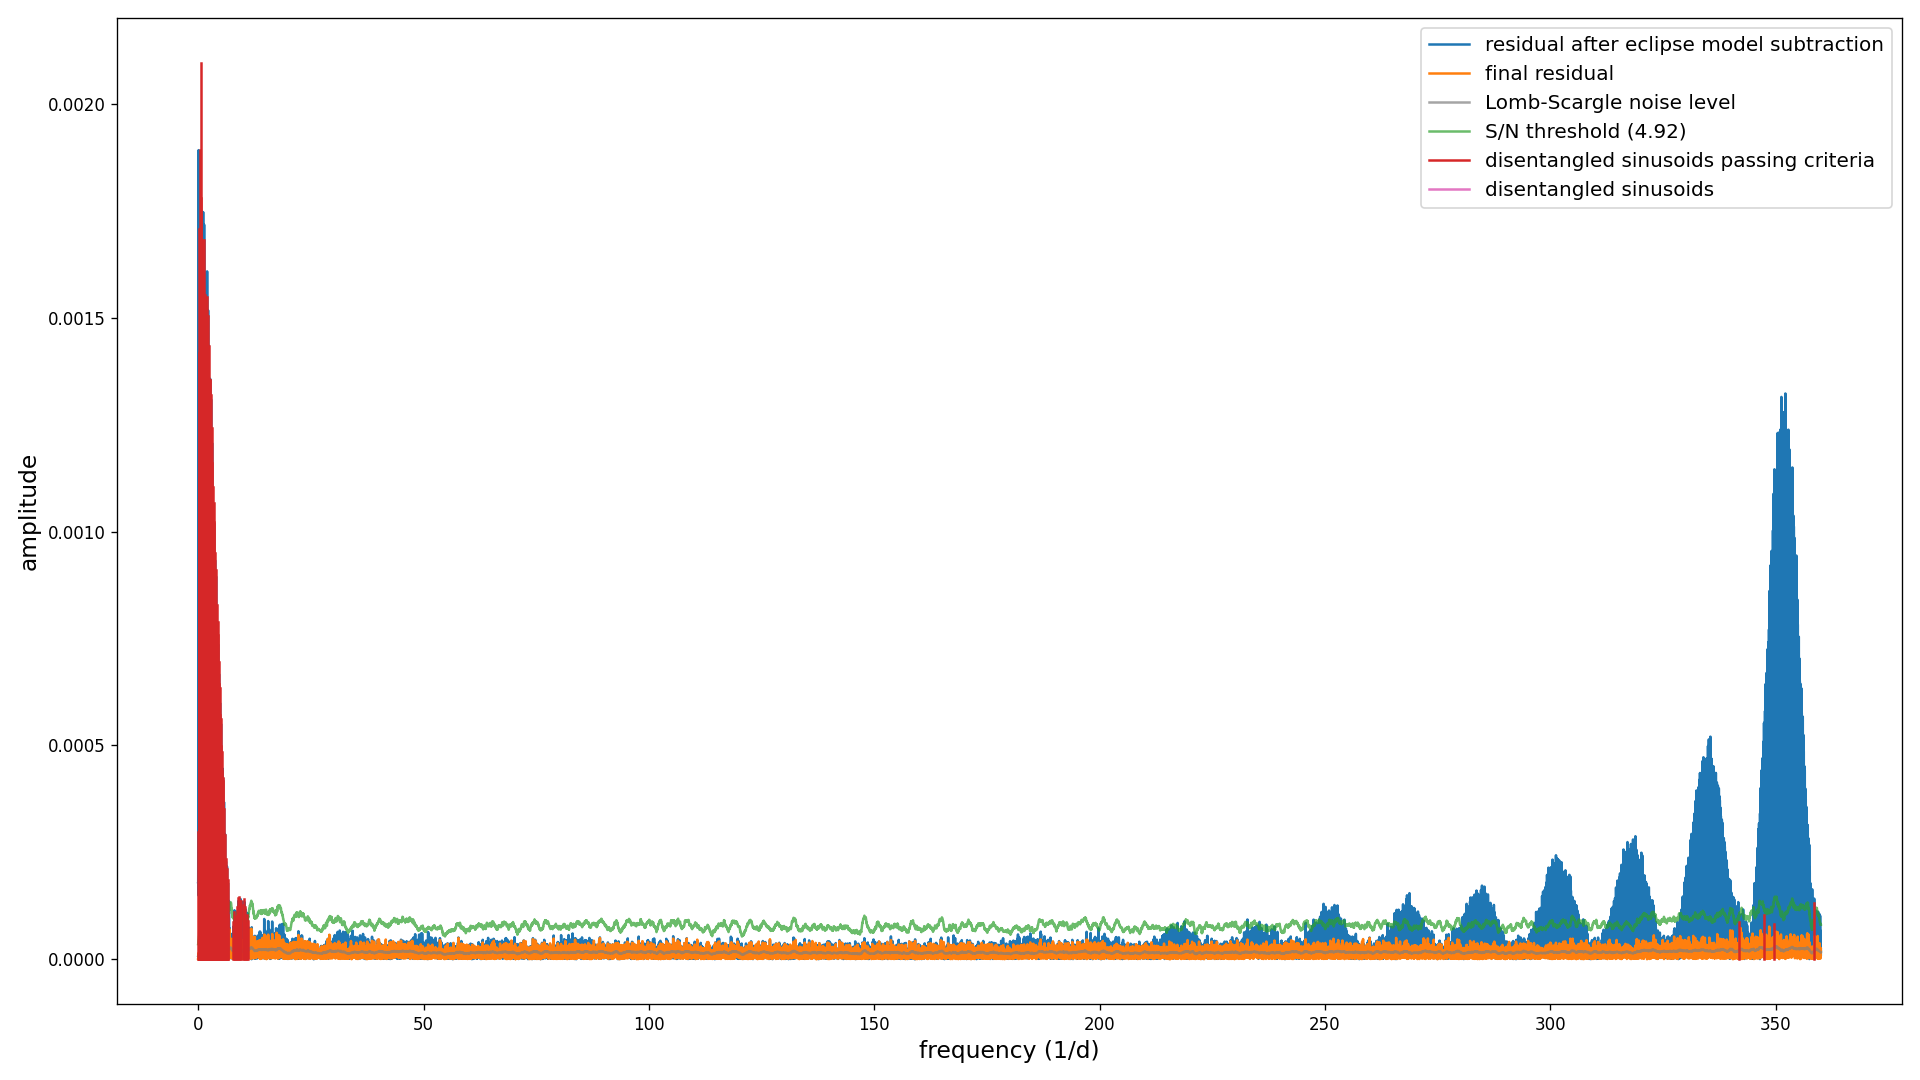 residual after eclipse model subtraction
final residual
Lomb-Scargle noise level
S/N threshold (4.92)
disentangled sinusoids passing criteria
disentangled sinusoids
amplitude
0.0020
0.0015
0.0010
0.0005
0.0000
0 50 100 150 200 250 300 350
frequency (1/d)